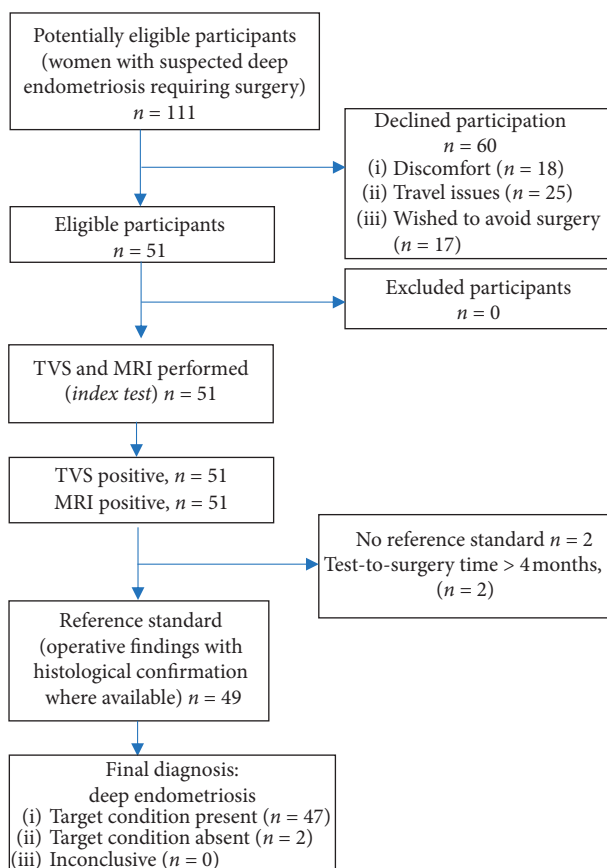 Potentially eligible participants
(women with suspected deep
endometriosis requiring surgery)
n = 111
Declined participation
n = 60
(i) Discomfort (n = 18)
(ii) Travel issues (n = 25)
(iii) Wished to avoid surgery
(n = 17)
Eligible participants
n = 51
Excluded participants
n = 0
TVS and MRI performed
(index test) n = 51
TVS positive, n = 51
MRI positive, n = 51
No reference standard n = 2
Test-to-surgery time > 4 months,
(n = 2)
Reference standard
(operative findings with
histological confirmation
where available) n = 49
Final diagnosis:
deep endometriosis
(i) Target condition present (n = 47)
(ii) Target condition absent (n = 2)
(iii) Inconclusive (n = 0)